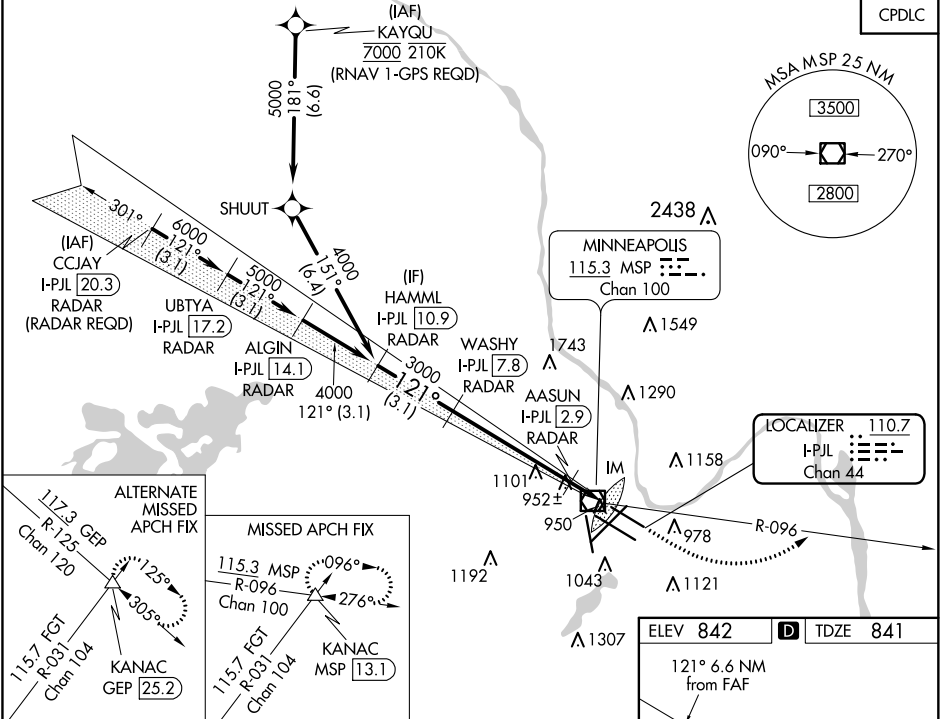 CPDLC
(IAF)
KAYQU
7000 210K
(RNAV 1-GPS REQD)
5000
181°
(6.6)
MSA MSP 25 NM
3500
090°
270°
2800
SHUUT
4000
151°
(6.4)
301°
6000
121°
(3.1)
(IAF)
CCJAY
I-PJL 20.3
RADAR
(RADAR REQD)
5000
121°
(3.1)
UBTYA
I-PJL 17.2
RADAR
ALGIN
I-PJL 14.1
RADAR
4000
121° (3.1)
(IF)
HAMML
I-PJL 10.9
RADAR
3000
121°
(3.1)
WASHY
I-PJL 7.8
RADAR
AASUN
I-PJL 2.9
RADAR
2438
MINNEAPOLIS
115.3 MSP
Chan 100
1549
1743
1290
LOCALIZER 110.7
I-PJL
Chan 44
1158
IM
1101
952±
950
978
R-096
1192
1043
1121
1307
ALTERNATE
MISSED
APCH FIX
117.3 GEP
R-125
Chan 120
125°
305°
115.7 FGT
R-031
Chan 104
KANAC
GEP 25.2
MISSED APCH FIX
115.3 MSP
R-096
Chan 100
096°
276°
115.7 FGT
R-031
Chan 104
KANAC
MSP 13.1
ELEV 842 D TDZE 841
121° 6.6 NM
from FAF